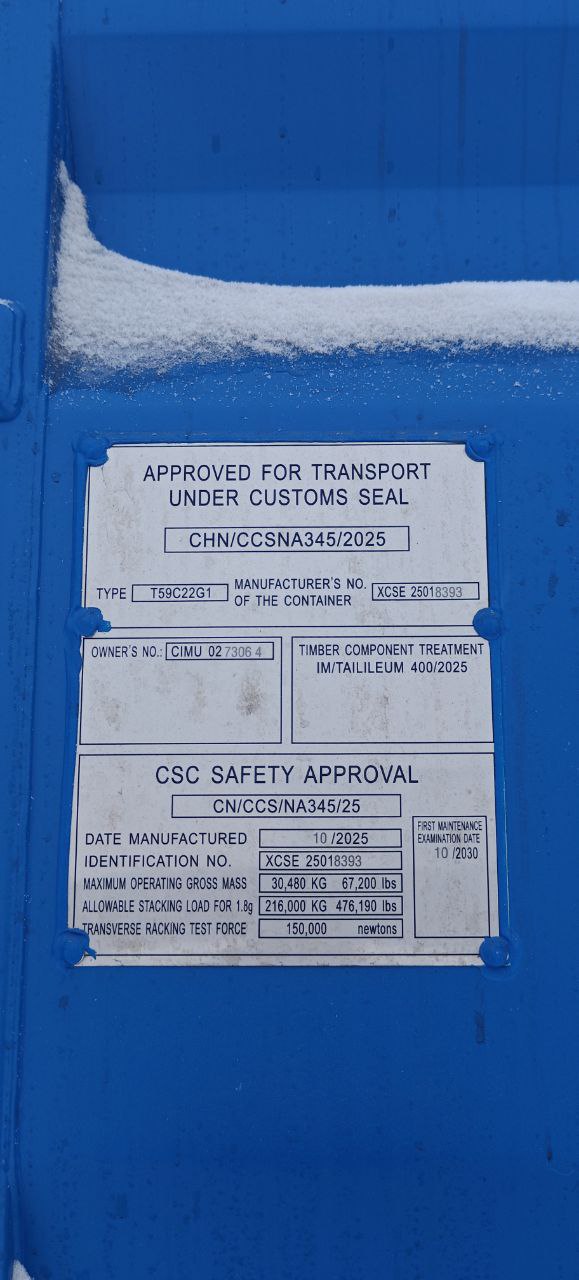 APPROVED FOR TRANSPORT
UNDER CUSTOMS SEAL
CHN/CCSNA345/2025
TYPE T59C22G1 MANUFACTURER'S NO. OF THE CONTAINER XCSE 25018393
OWNER'S NO.: CIMU 027306 4
TIMBER COMPONENT TREATMENT
IM/TAILILEUM 400/2025
CSC SAFETY APPROVAL
CN/CCS/NA345/25
DATE MANUFACTURED 10 /2025
IDENTIFICATION NO. XCSE 25018393
MAXIMUM OPERATING GROSS MASS 30,480 KG 67,200 lbs
ALLOWABLE STACKING LOAD FOR 1.8g 216,000 KG 476,190 lbs
TRANSVERSE RACKING TEST FORCE 150,000 newtons
FIRST MAINTENANCE
EXAMINATION DATE
10 /2030